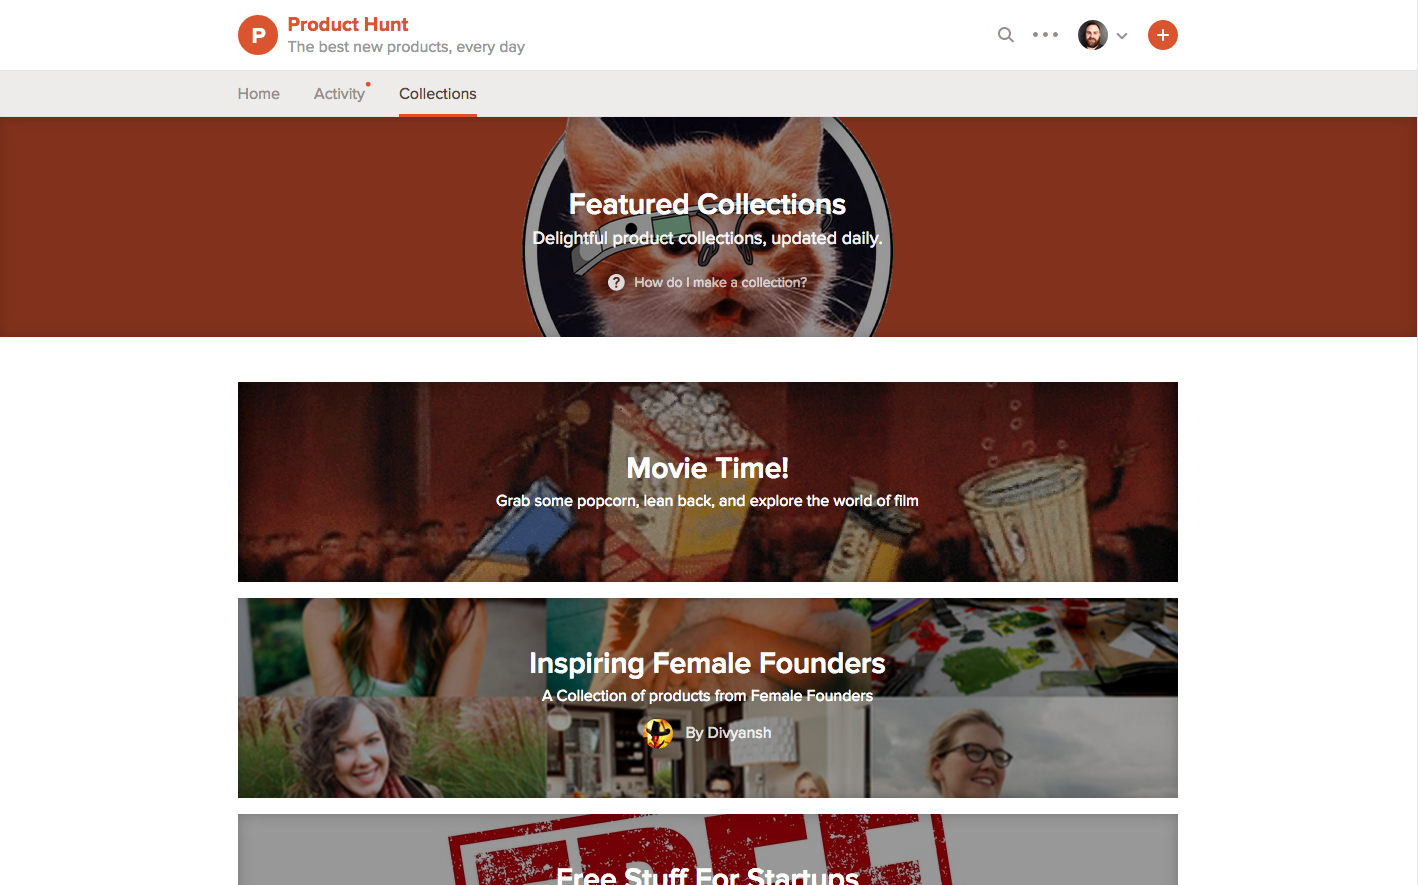 P
Product Hunt
The best new products, every day
+
Home
Activity
Collections
Featured Collections
Delightful product collections, updated daily.
? How do I make a collection?
Movie Time!
Grab some popcorn, lean back, and explore the world of film
Inspiring Female Founders
A Collection of products from Female Founders
By Divyansh
FREE
Free Stuff For Startups